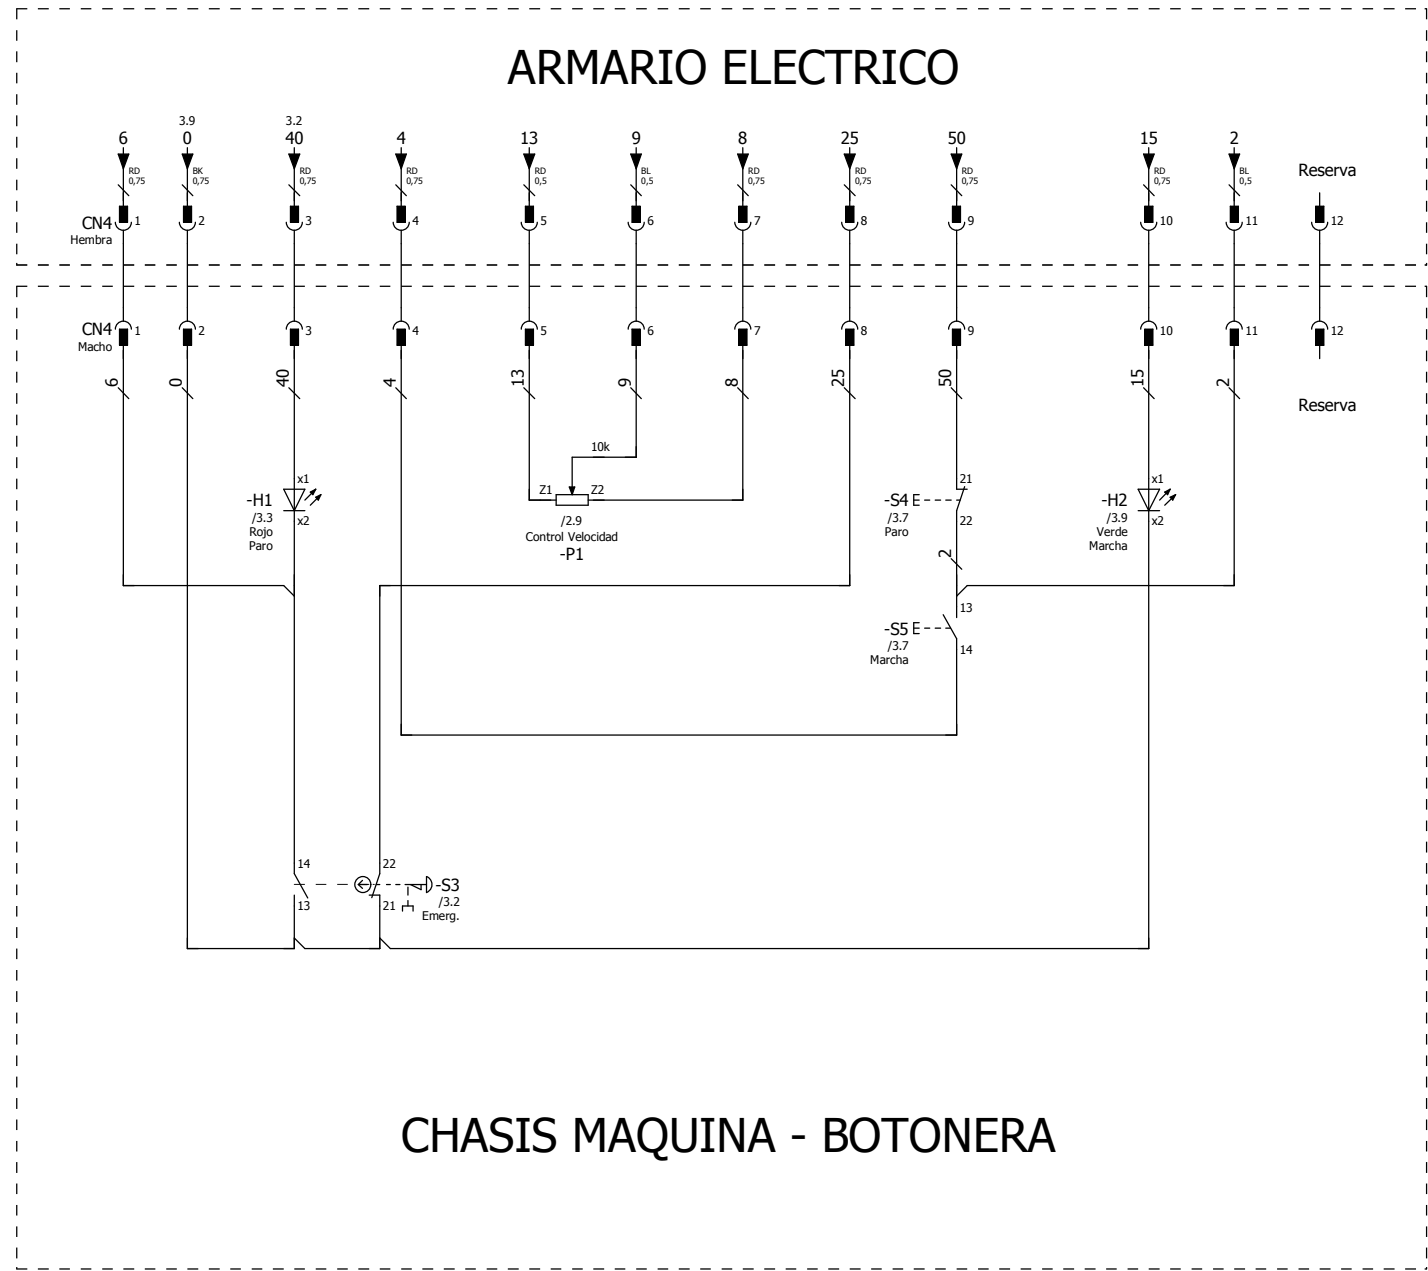 ARMARIO ELECTRICO
3.9 3.2
6 0 40 4 13 9 8 25 50 15 2
RD BK RD RD RD BL RD RD RD RD BL Reserva
0,75 0,75 0,75 0,75 0,5 0,5 0,75 0,75 0,75 0,75 0,5
CN4 1 2 3 4 5 6 7 8 9 10 11 12
Hembra
CN4 1 2 3 4 5 6 7 8 9 10 11 12
Macho
6 0 40 4 13 9 8 25 50 15 2
Reserva
10k
x1 21 x1
-H1 Z1 Z2 -S4 -H2
/3.3 x2 /2.9 /3.7 22 /3.9 x2
Rojo Control Velocidad Paro Verde
Paro -P1 Marcha
2
13
-S5
/3.7 14
Marcha
14 22
-S3
13 21 /3.2
Emerg.
CHASIS MAQUINA - BOTONERA